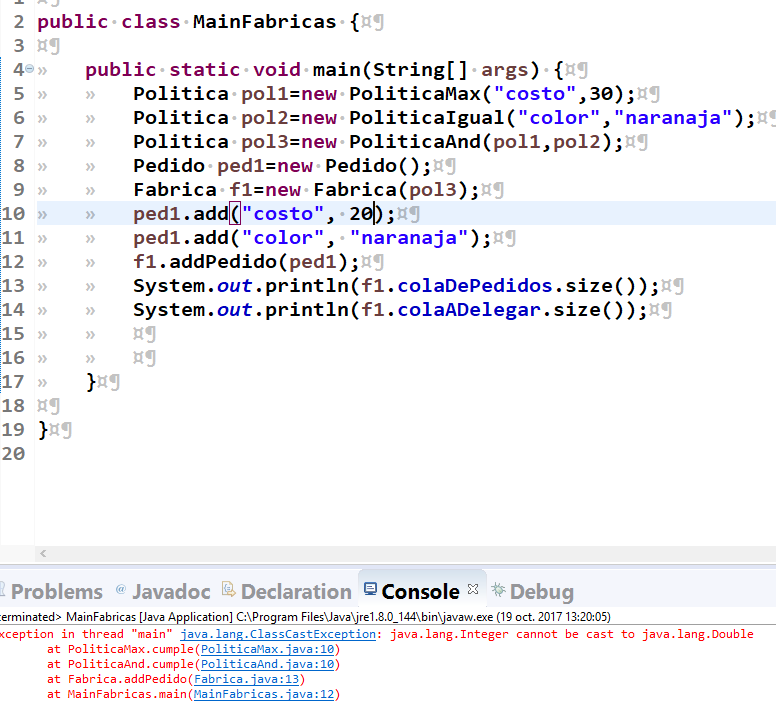 1
2 public class MainFabricas {
3
4 public static void main(String[] args) {
5 Politica pol1=new PoliticaMax("costo",30);
6 Politica pol2=new PoliticaIgual("color","naranaja");
7 Politica pol3=new PoliticaAnd(pol1,pol2);
8 Pedido ped1=new Pedido();
9 Fabrica f1=new Fabrica(pol3);
10 ped1.add("costo", 20);
11 ped1.add("color", "naranaja");
12 f1.addPedido(ped1);
13 System.out.println(f1.colaDePedidos.size());
14 System.out.println(f1.colaADelegar.size());
15
16
17 }
18
19 }
20
Problems @ Javadoc Declaration Console Debug
terminated> MainFabricas [Java Application] C:\Program Files\Java\jre1.8.0_144\bin\javaw.exe (19 oct. 2017 13:20:05)
xception in thread "main" java.lang.ClassCastException: java.lang.Integer cannot be cast to java.lang.Double
at PoliticaMax.cumple(PoliticaMax.java:10)
at PoliticaAnd.cumple(PoliticaAnd.java:10)
at Fabrica.addPedido(Fabrica.java:13)
at MainFabricas.main(MainFabricas.java:12)